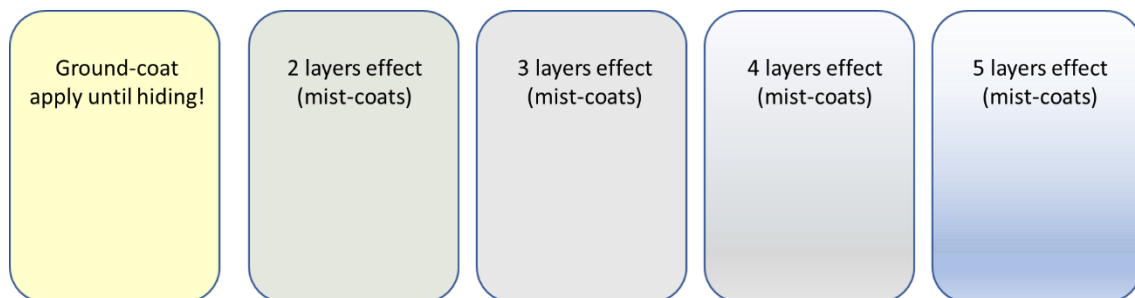 Ground-coat
apply until hiding!
2 layers effect
(mist-coats)
3 layers effect
(mist-coats)
4 layers effect
(mist-coats)
5 layers effect
(mist-coats)